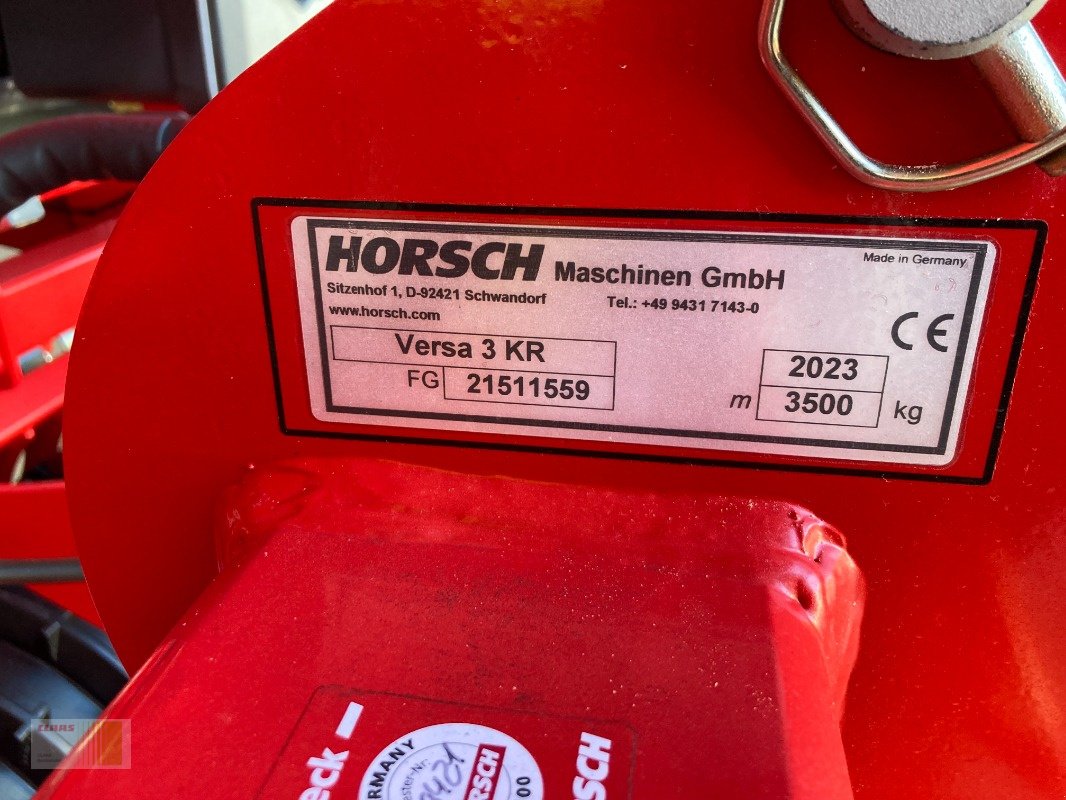 HORSCH Maschinen GmbH
Made in Germany
Sitzenhof 1, D-92421 Schwandorf
Tel.: +49 9431 7143-0
www.horsch.com
CE
Versa 3 KR
2023
FG 21511559
m 3500 kg
HORSCH
CLAAS